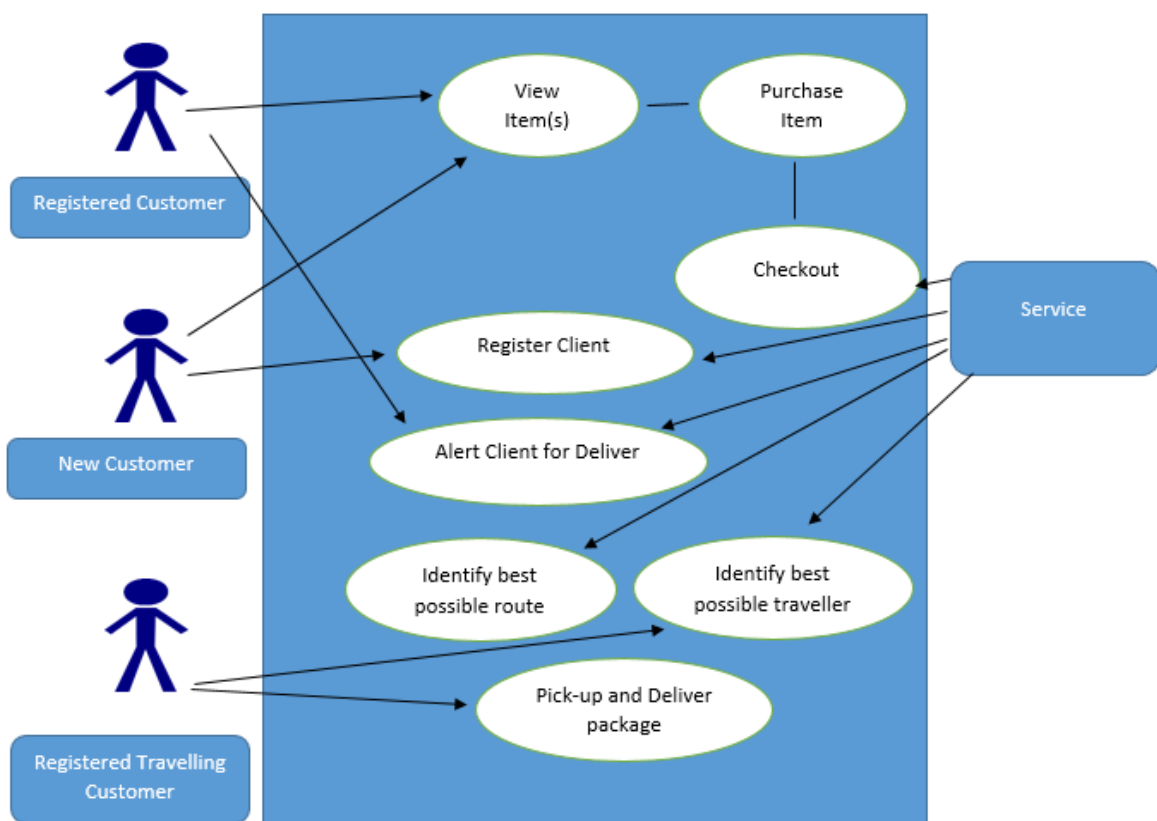 View
Item(s)
Purchase
Item
Registered Customer
Checkout
Service
Register Client
New Customer
Alert Client for Deliver
Identify best
possible route
Identify best
possible traveller
Pick-up and Deliver
package
Registered Travelling
Customer